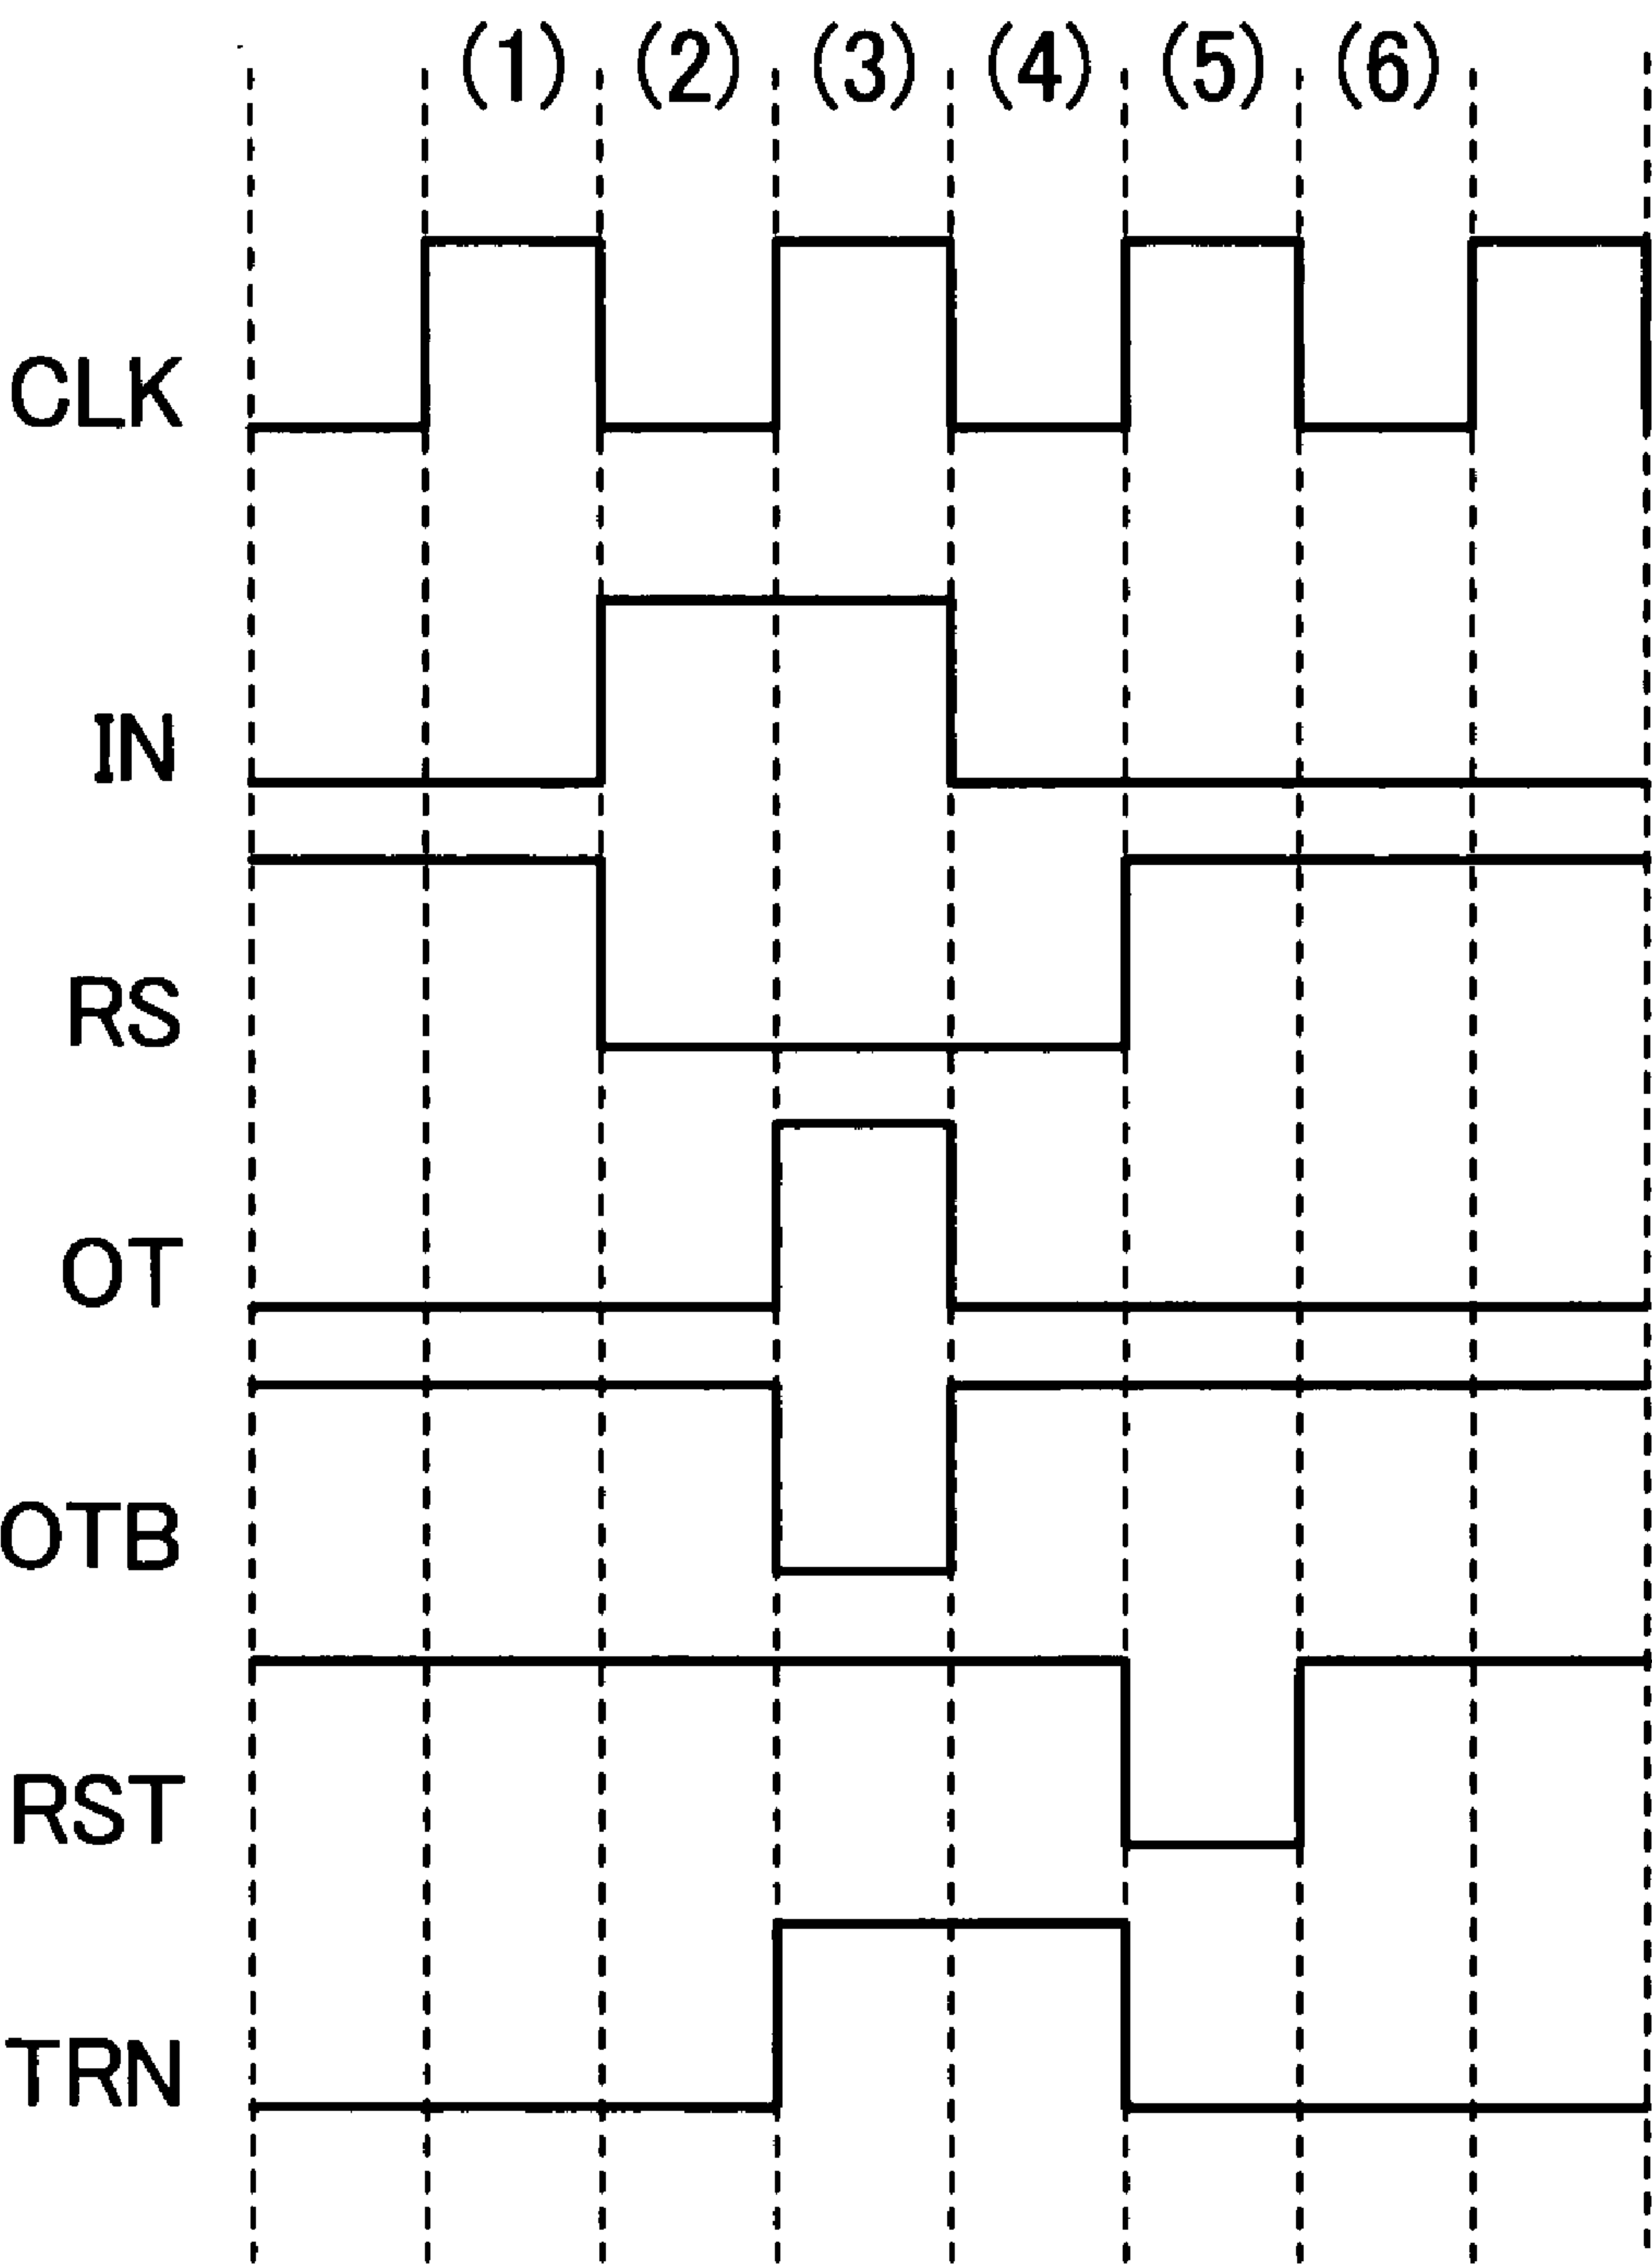 (1) (2) (3) (4) (5) (6)
CLK
IN
RS
OT
OTB
RST
TRN